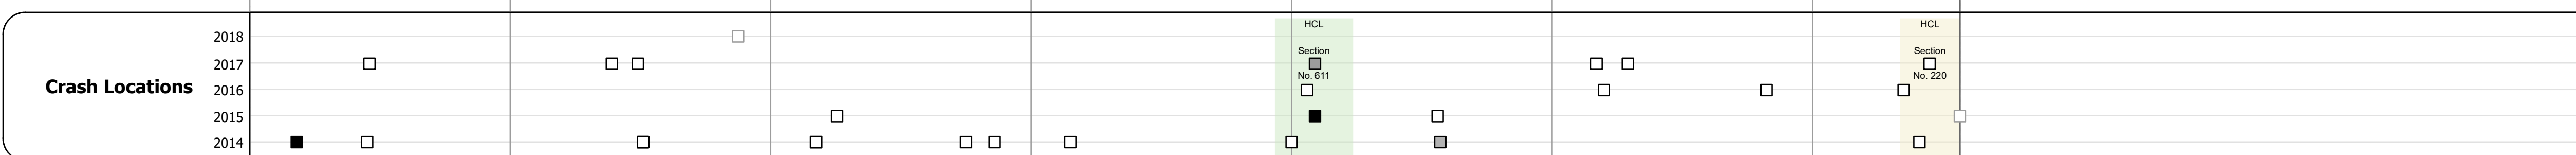 HCL
HCL
2018
Section
Section
2017
No. 611
No. 220
Crash Locations
2016
2015
2014